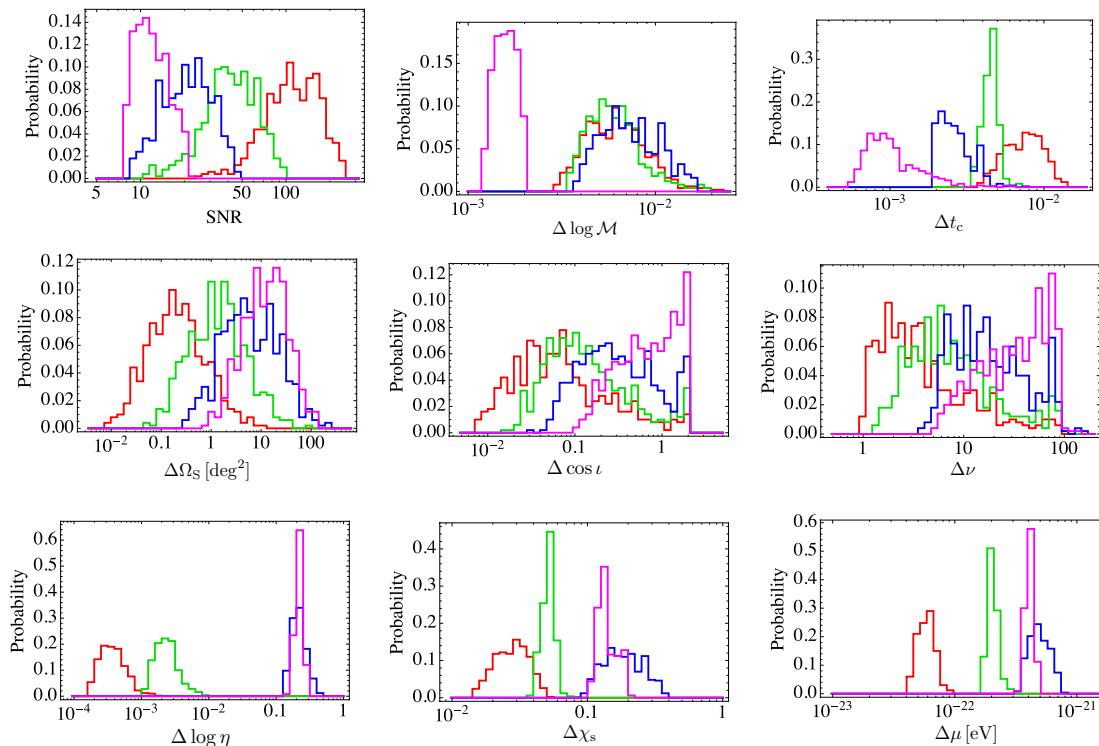 Probability
0.14
0.12
0.10
0.08
0.06
0.04
0.02
0.00
5 10 50 100
SNR
Probability
0.15
0.10
0.05
0.00
10⁻³ 10⁻²
Δ log ℳ
Probability
0.3
0.2
0.1
0.0
10⁻³ 10⁻²
Δt_c
Probability
0.12
0.10
0.08
0.06
0.04
0.02
0.00
10⁻² 0.1 1 10 100
ΔΩ_S [deg²]
Probability
0.12
0.10
0.08
0.06
0.04
0.02
0.00
10⁻² 0.1 1
Δ cos ι
Probability
0.10
0.08
0.06
0.04
0.02
0.00
1 10 100
Δν
Probability
0.6
0.5
0.4
0.3
0.2
0.1
0.0
10⁻⁴ 10⁻³ 10⁻² 0.1 1
Δ log η
Probability
0.4
0.3
0.2
0.1
0.0
10⁻² 0.1 1
Δχ_s
Probability
0.6
0.5
0.4
0.3
0.2
0.1
0.0
10⁻²³ 10⁻²² 10⁻²¹
Δμ [eV]